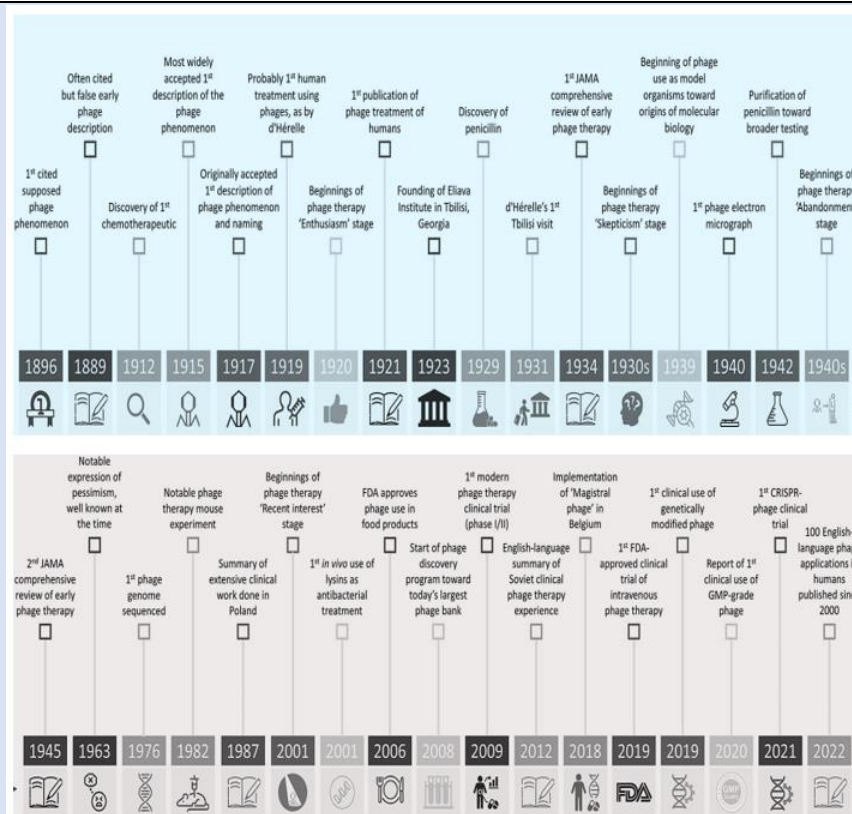 1st cited
supposed
phage
phenomenon
Often cited
but false early
phage
description
Discovery of 1st
chemotherapeutic
Most widely
accepted 1st
description of the
phage
phenomenon
Originally accepted
1st description of
phage phenomenon
and naming
Probably 1st human
treatment using
phages, as by
d'Hérelle
Beginnings of
phage therapy
'Enthusiasm' stage
1st publication of
phage treatment of
humans
Founding of Eliava
Institute in Tbilisi,
Georgia
Discovery of
penicillin
d'Hérelle's 1st
Tbilisi visit
1st JAMA
comprehensive
review of early
phage therapy
Beginnings of
phage therapy
'Skepticism' stage
Beginning of phage
use as model
organisms toward
origins of molecular
biology
1st phage electron
micrograph
Purification of
penicillin toward
broader testing
Beginnings of
phage therapy
'Abandonmen
stage
1896 1889 1912 1915 1917 1919 1920 1921 1923 1929 1931 1934 1930s 1939 1940 1942 1940s
2nd JAMA
comprehensive
review of early
phage therapy
Notable
expression of
pessimism,
well known at
the time
1st phage
genome
sequenced
Notable phage
therapy mouse
experiment
Summary of
extensive clinical
work done in
Poland
Beginnings of
phage therapy
'Recent interest'
stage
1st in vivo use of
lysins as
antibacterial
treatment
FDA approves
phage use in
food products
Start of phage
discovery
program toward
today's largest
phage bank
1st modern
phage therapy
clinical trial
(phase I/II)
English-language
summary of
Soviet clinical
phage therapy
experience
Implementation
of 'Magistral
phage' in
Belgium
1st FDA-
approved clinical
trial of
intravenous
phage therapy
1st clinical use of
genetically
modified phage
Report of 1st
clinical use of
GMP-grade
phage
1st CRISPR-
phage clinical
trial
100 English-
language phag
applications i
humans
published sinc
2000
1945 1963 1976 1982 1987 2001 2001 2006 2008 2009 2012 2018 2019 2019 2020 2021 2022
FDA
GMP